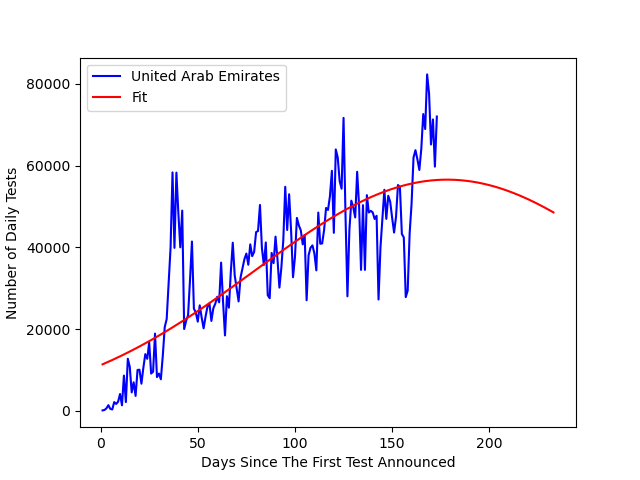 United Arab Emirates
Fit
80000
60000
40000
20000
0
Number of Daily Tests
0 50 100 150 200
Days Since The First Test Announced